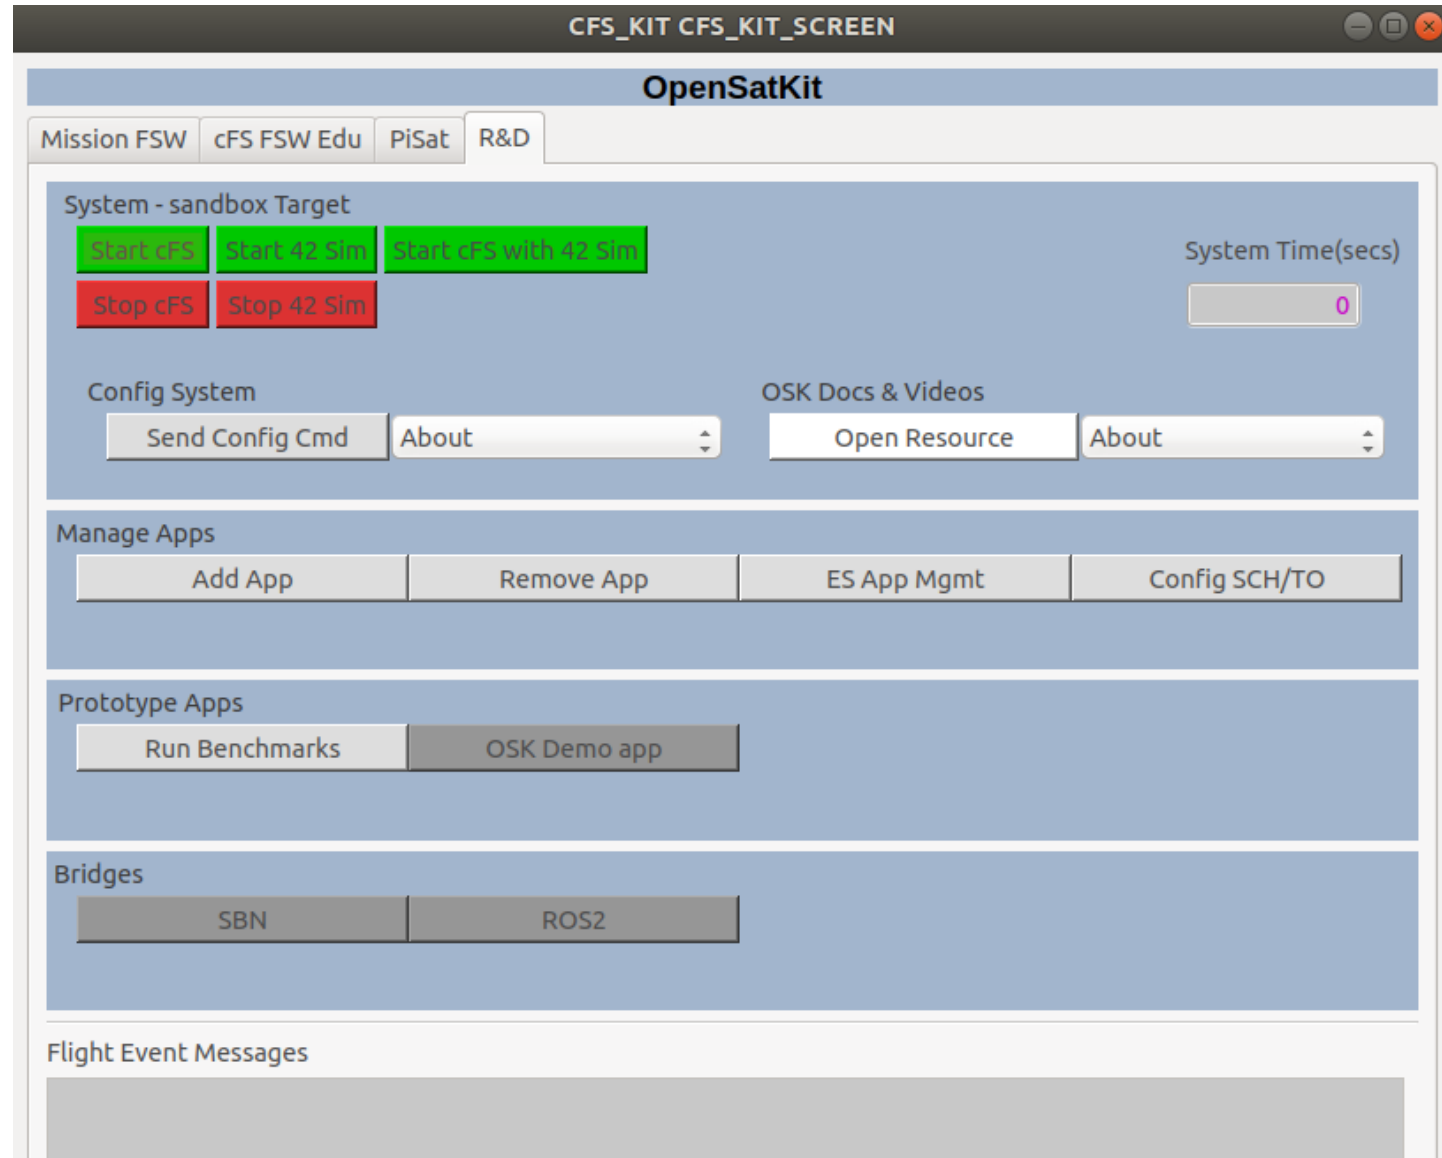 CFS_KIT CFS_KIT_SCREEN
OpenSatKit
Mission FSW cFS FSW Edu PiSat R&D
System - sandbox Target
Start cFS Start 42 Sim Start cFS with 42 Sim System Time(secs)
Stop cFS Stop 42 Sim 0
Config System OSK Docs & Videos
Send Config Cmd About Open Resource About
Manage Apps
Add App Remove App ES App Mgmt Config SCH/TO
Prototype Apps
Run Benchmarks OSK Demo app
Bridges
SBN ROS2
Flight Event Messages